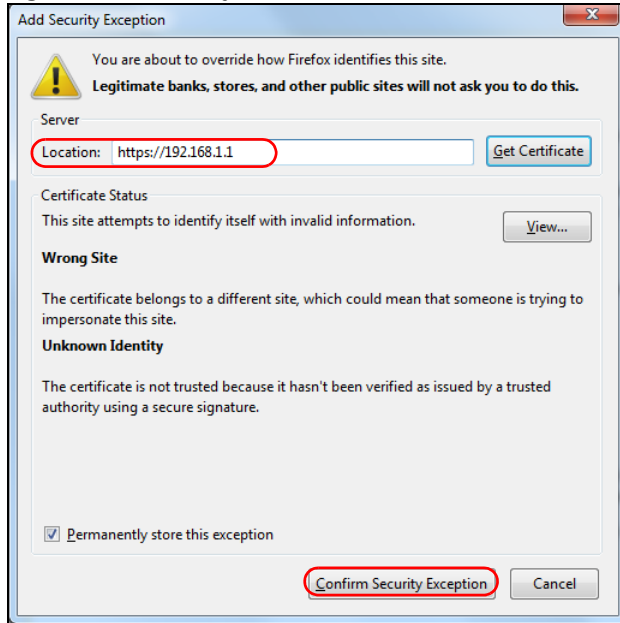 Add Security Exception
You are about to override how Firefox identifies this site.
Legitimate banks, stores, and other public sites will not ask you to do this.
Server
Location: https://192.168.1.1 Get Certificate
Certificate Status
This site attempts to identify itself with invalid information. View...
Wrong Site
The certificate belongs to a different site, which could mean that someone is trying to
impersonate this site.
Unknown Identity
The certificate is not trusted because it hasn't been verified as issued by a trusted
authority using a secure signature.
Permanently store this exception
Confirm Security Exception Cancel